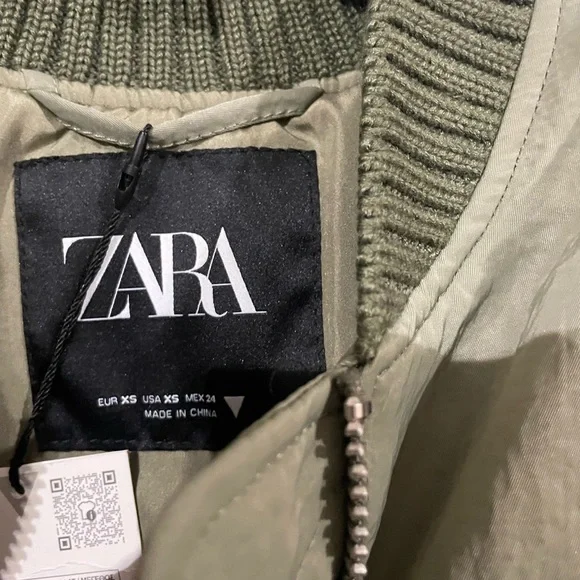 ZARA
EUR XS USA XS MEX 24
MADE IN CHINA